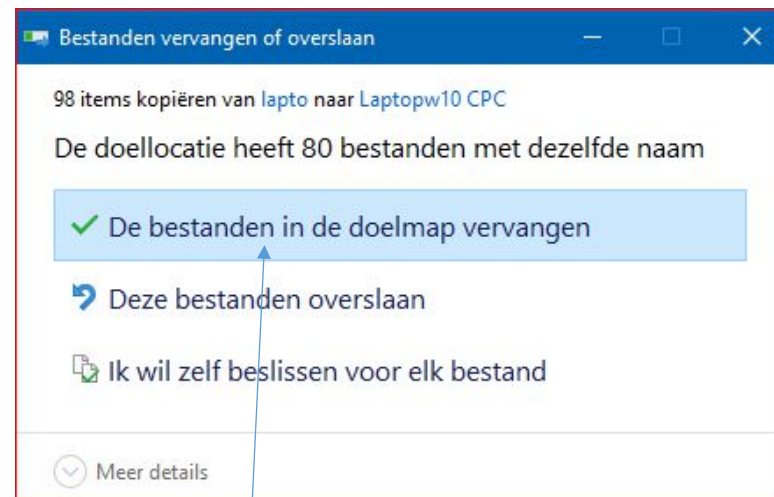 Bestanden vervangen of overslaan
98 items kopiëren van lapto naar Laptopw10 CPC
De doellocatie heeft 80 bestanden met dezelfde naam
De bestanden in de doelmap vervangen
Deze bestanden overslaan
Ik wil zelf beslissen voor elk bestand
Meer details